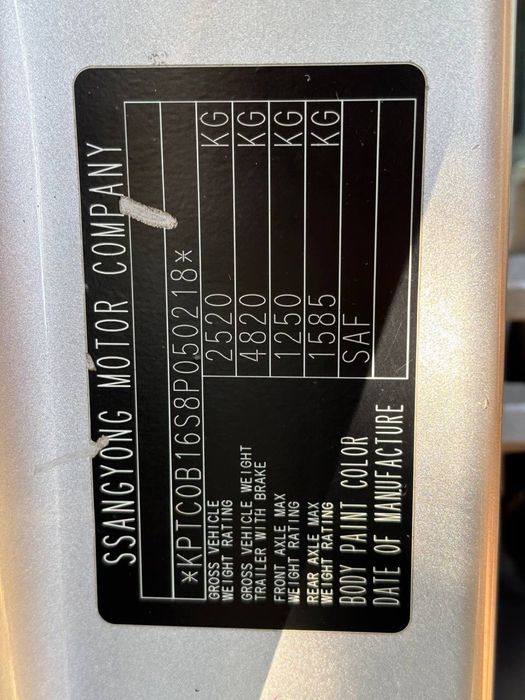 SSANGYONG MOTOR COMPANY
*KPTC0B16S8P050218*
GROSS VEHICLE WEIGHT RATING 2520 KG
GROSS VEHICLE WEIGHT TRAILER WITH BRAKE 4820 KG
FRONT AXLE MAX WEIGHT RATING 1250 KG
REAR AXLE MAX WEIGHT RATING 1585 KG
BODY PAINT COLOR SAF
DATE OF MANUFACTURE